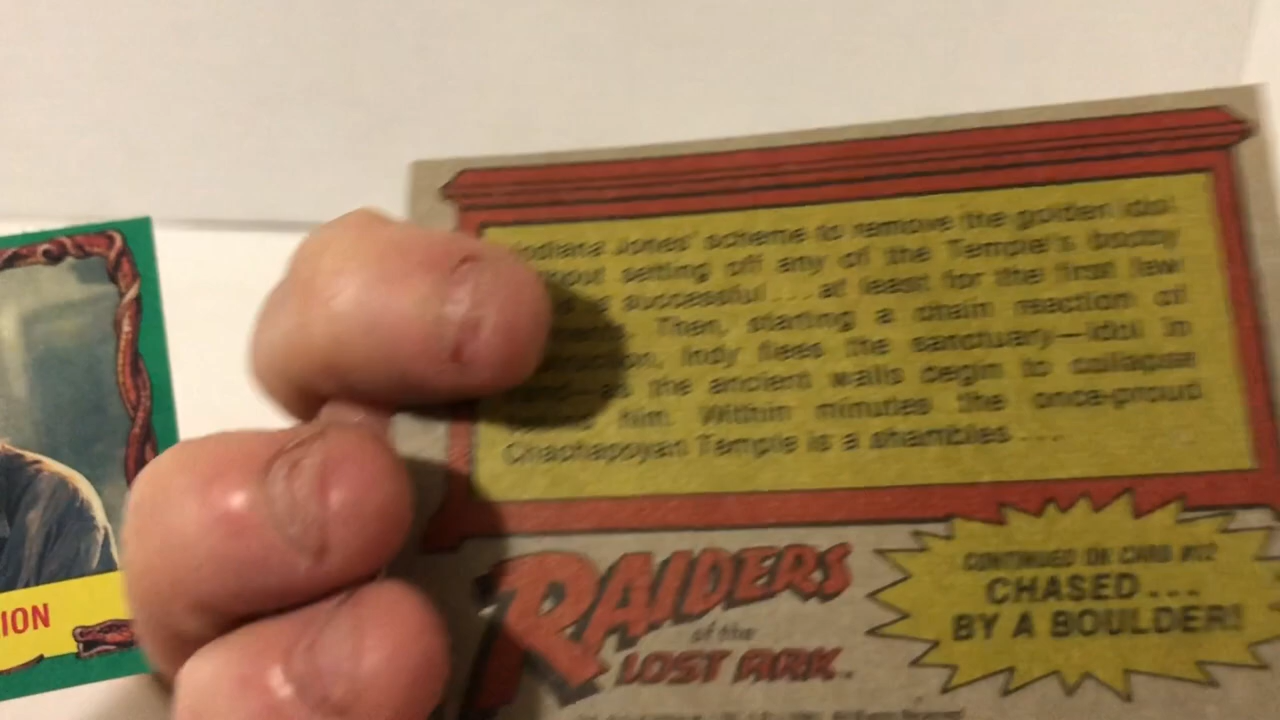 ION
Indiana Jones' scheme to remove the golden idol
setting off any of the Temple's booby
successful . . . at least for the first few
Then, starting a chain reaction of
Indy flees the sanctuary—idol in
as the ancient walls begin to collapse
him. Within minutes the once-proud
Chachapoyan Temple is a shambles . . .
RAIDERS
of the
LOST ARK
CONTINUED ON CARD #12
CHASED...
BY A BOULDER!